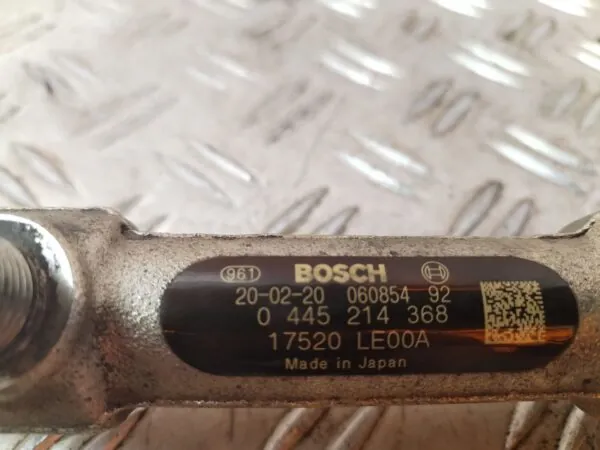 961 BOSCH
20-02-20 060854 92
0 445 214 368
17520 LE00A
Made in Japan